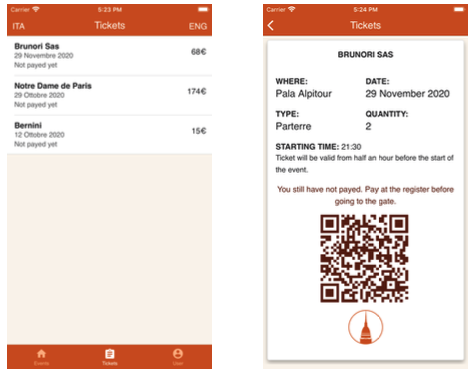 Carrier 5:23 PM
ITA Tickets ENG
Brunori Sas
29 Novembre 2020 68€
Not payed yet
Notre Dame de Paris
29 Ottobre 2020 174€
Not payed yet
Bernini
12 Ottobre 2020 15€
Not payed yet
Events Tickets User
Carrier 5:24 PM
Tickets
BRUNORI SAS
WHERE: DATE:
Pala Alpitour 29 November 2020
TYPE: QUANTITY:
Parterre 2
STARTING TIME: 21:30
Ticket will be valid from half an hour before the start of
the event.
You still have not payed. Pay at the register before
going to the gate.